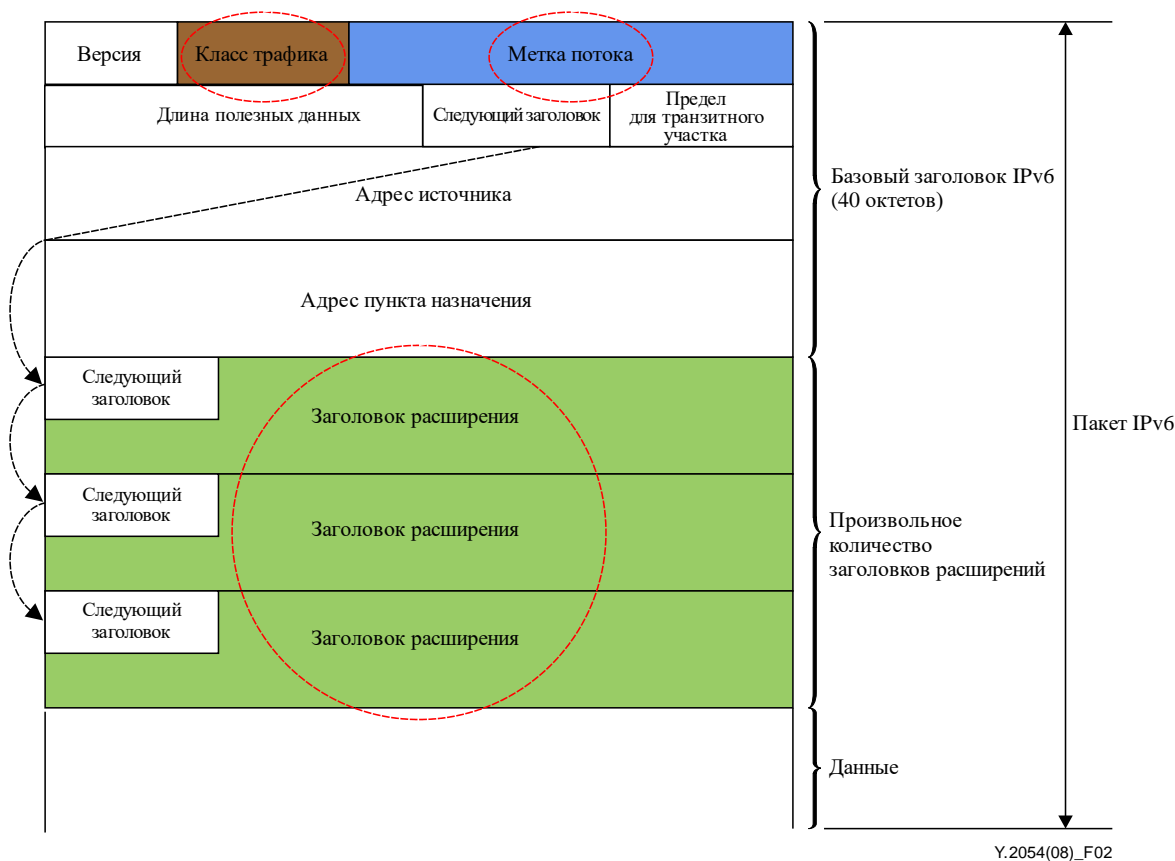 Версия
Класс трафика
Метка потока
Длина полезных данных
Следующий заголовок
Предел
для транзитного
участка
Адрес источника
Базовый заголовок IPv6
(40 октетов)
Адрес пункта назначения
Следующий
заголовок
Заголовок расширения
Пакет IPv6
Следующий
заголовок
Заголовок расширения
Произвольное
количество
заголовков расширений
Следующий
заголовок
Заголовок расширения
Данные
Y.2054(08)_F02